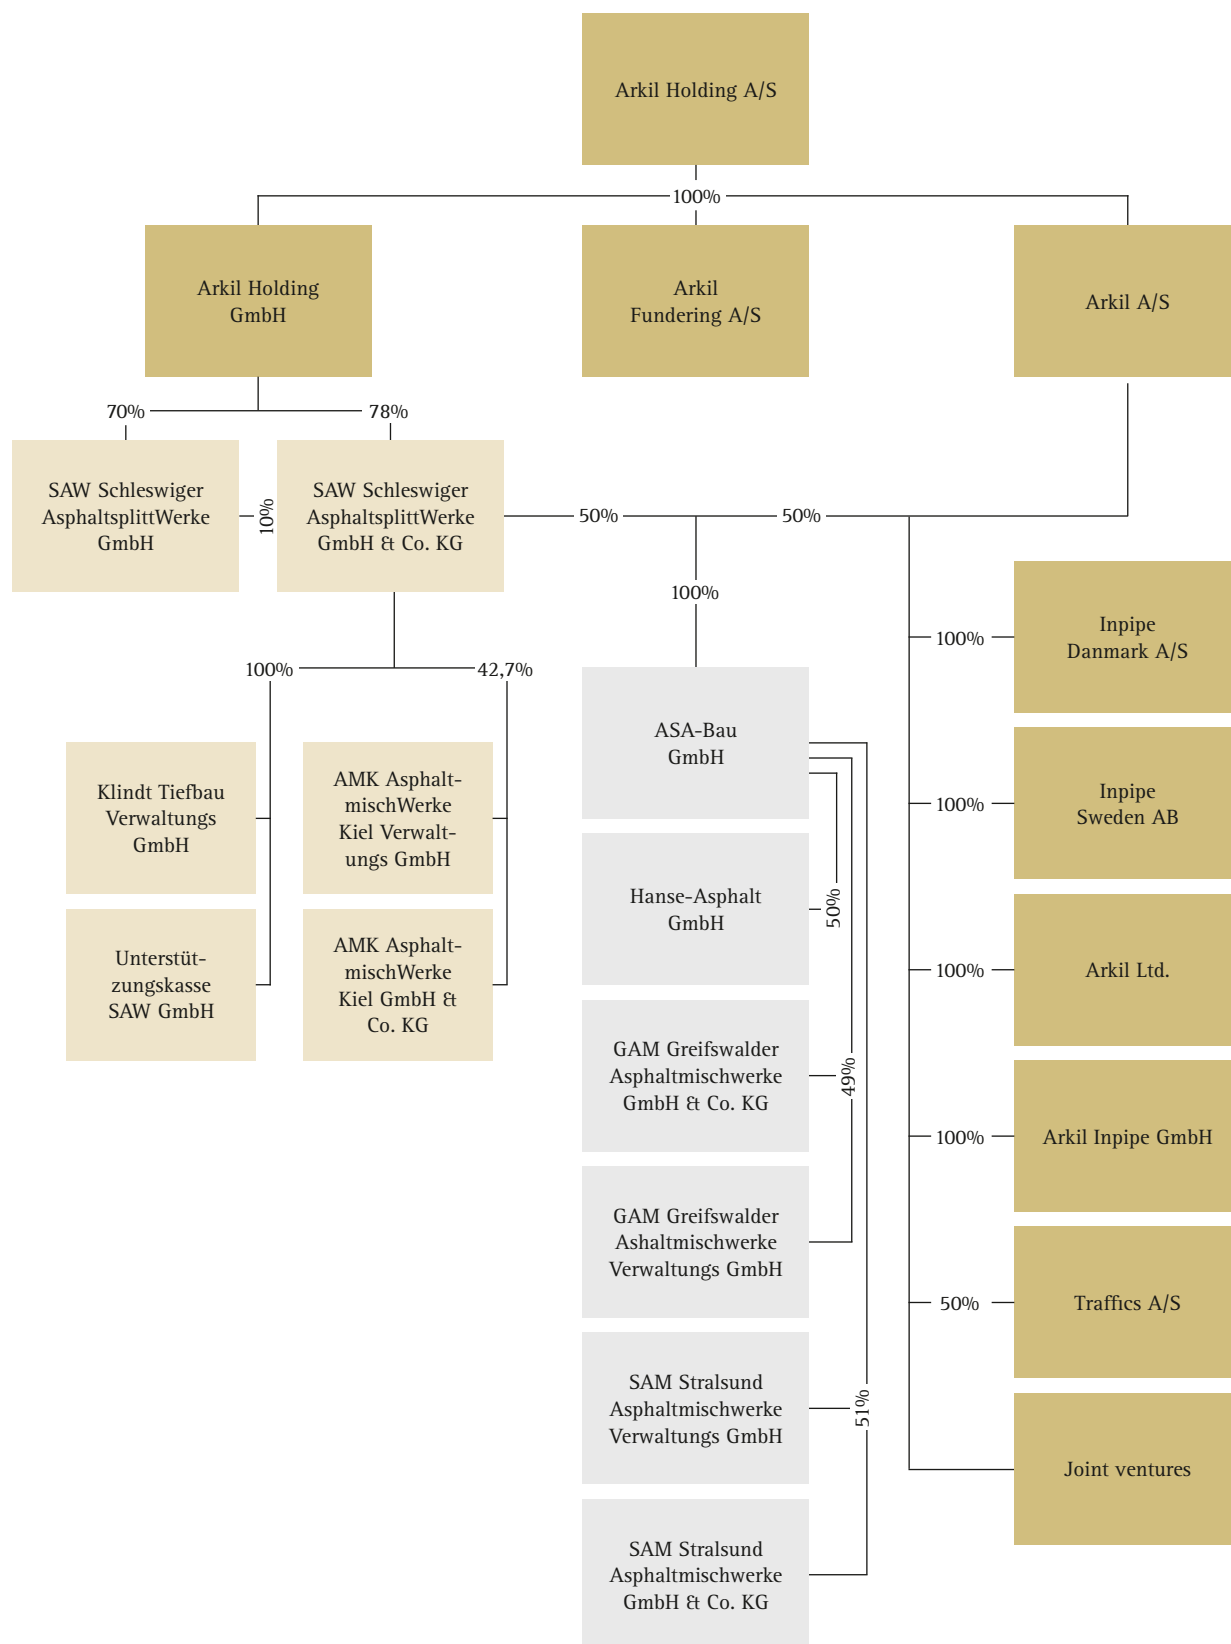 Arkil Holding A/S
100%
Arkil Holding
GmbH
Arkil
Fundering A/S
Arkil A/S
70%
78%
SAW Schleswiger
AsphaltsplittWerke
GmbH
10%
SAW Schleswiger
AsphaltsplittWerke
GmbH & Co. KG
50%
50%
100%
100%
42,7%
Klindt Tiefbau
Verwaltungs
GmbH
AMK Asphalt-
mischWerke
Kiel Verwalt-
ungs GmbH
Unterstüt-
zungskasse
SAW GmbH
AMK Asphalt-
mischWerke
Kiel GmbH &
Co. KG
ASA-Bau
GmbH
Hanse-Asphalt
GmbH
50%
GAM Greifswalder
Asphaltmischwerke
GmbH & Co. KG
49%
GAM Greifswalder
Ashaltmischwerke
Verwaltungs GmbH
SAM Stralsund
Asphaltmischwerke
Verwaltungs GmbH
51%
SAM Stralsund
Asphaltmischwerke
GmbH & Co. KG
100%
Inpipe
Danmark A/S
100%
Inpipe
Sweden AB
100%
Arkil Ltd.
100%
Arkil Inpipe GmbH
50%
Traffics A/S
Joint ventures